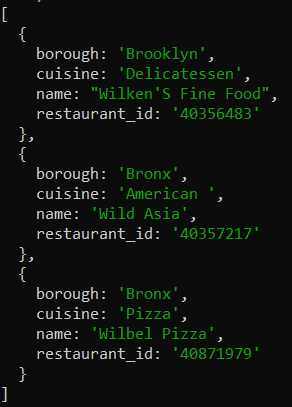 [
  {
    borough: 'Brooklyn',
    cuisine: 'Delicatessen',
    name: "Wilken'S Fine Food",
    restaurant_id: '40356483'
  },
  {
    borough: 'Bronx',
    cuisine: 'American ',
    name: 'Wild Asia',
    restaurant_id: '40357217'
  },
  {
    borough: 'Bronx',
    cuisine: 'Pizza',
    name: 'Wilbel Pizza',
    restaurant_id: '40871979'
  }
]